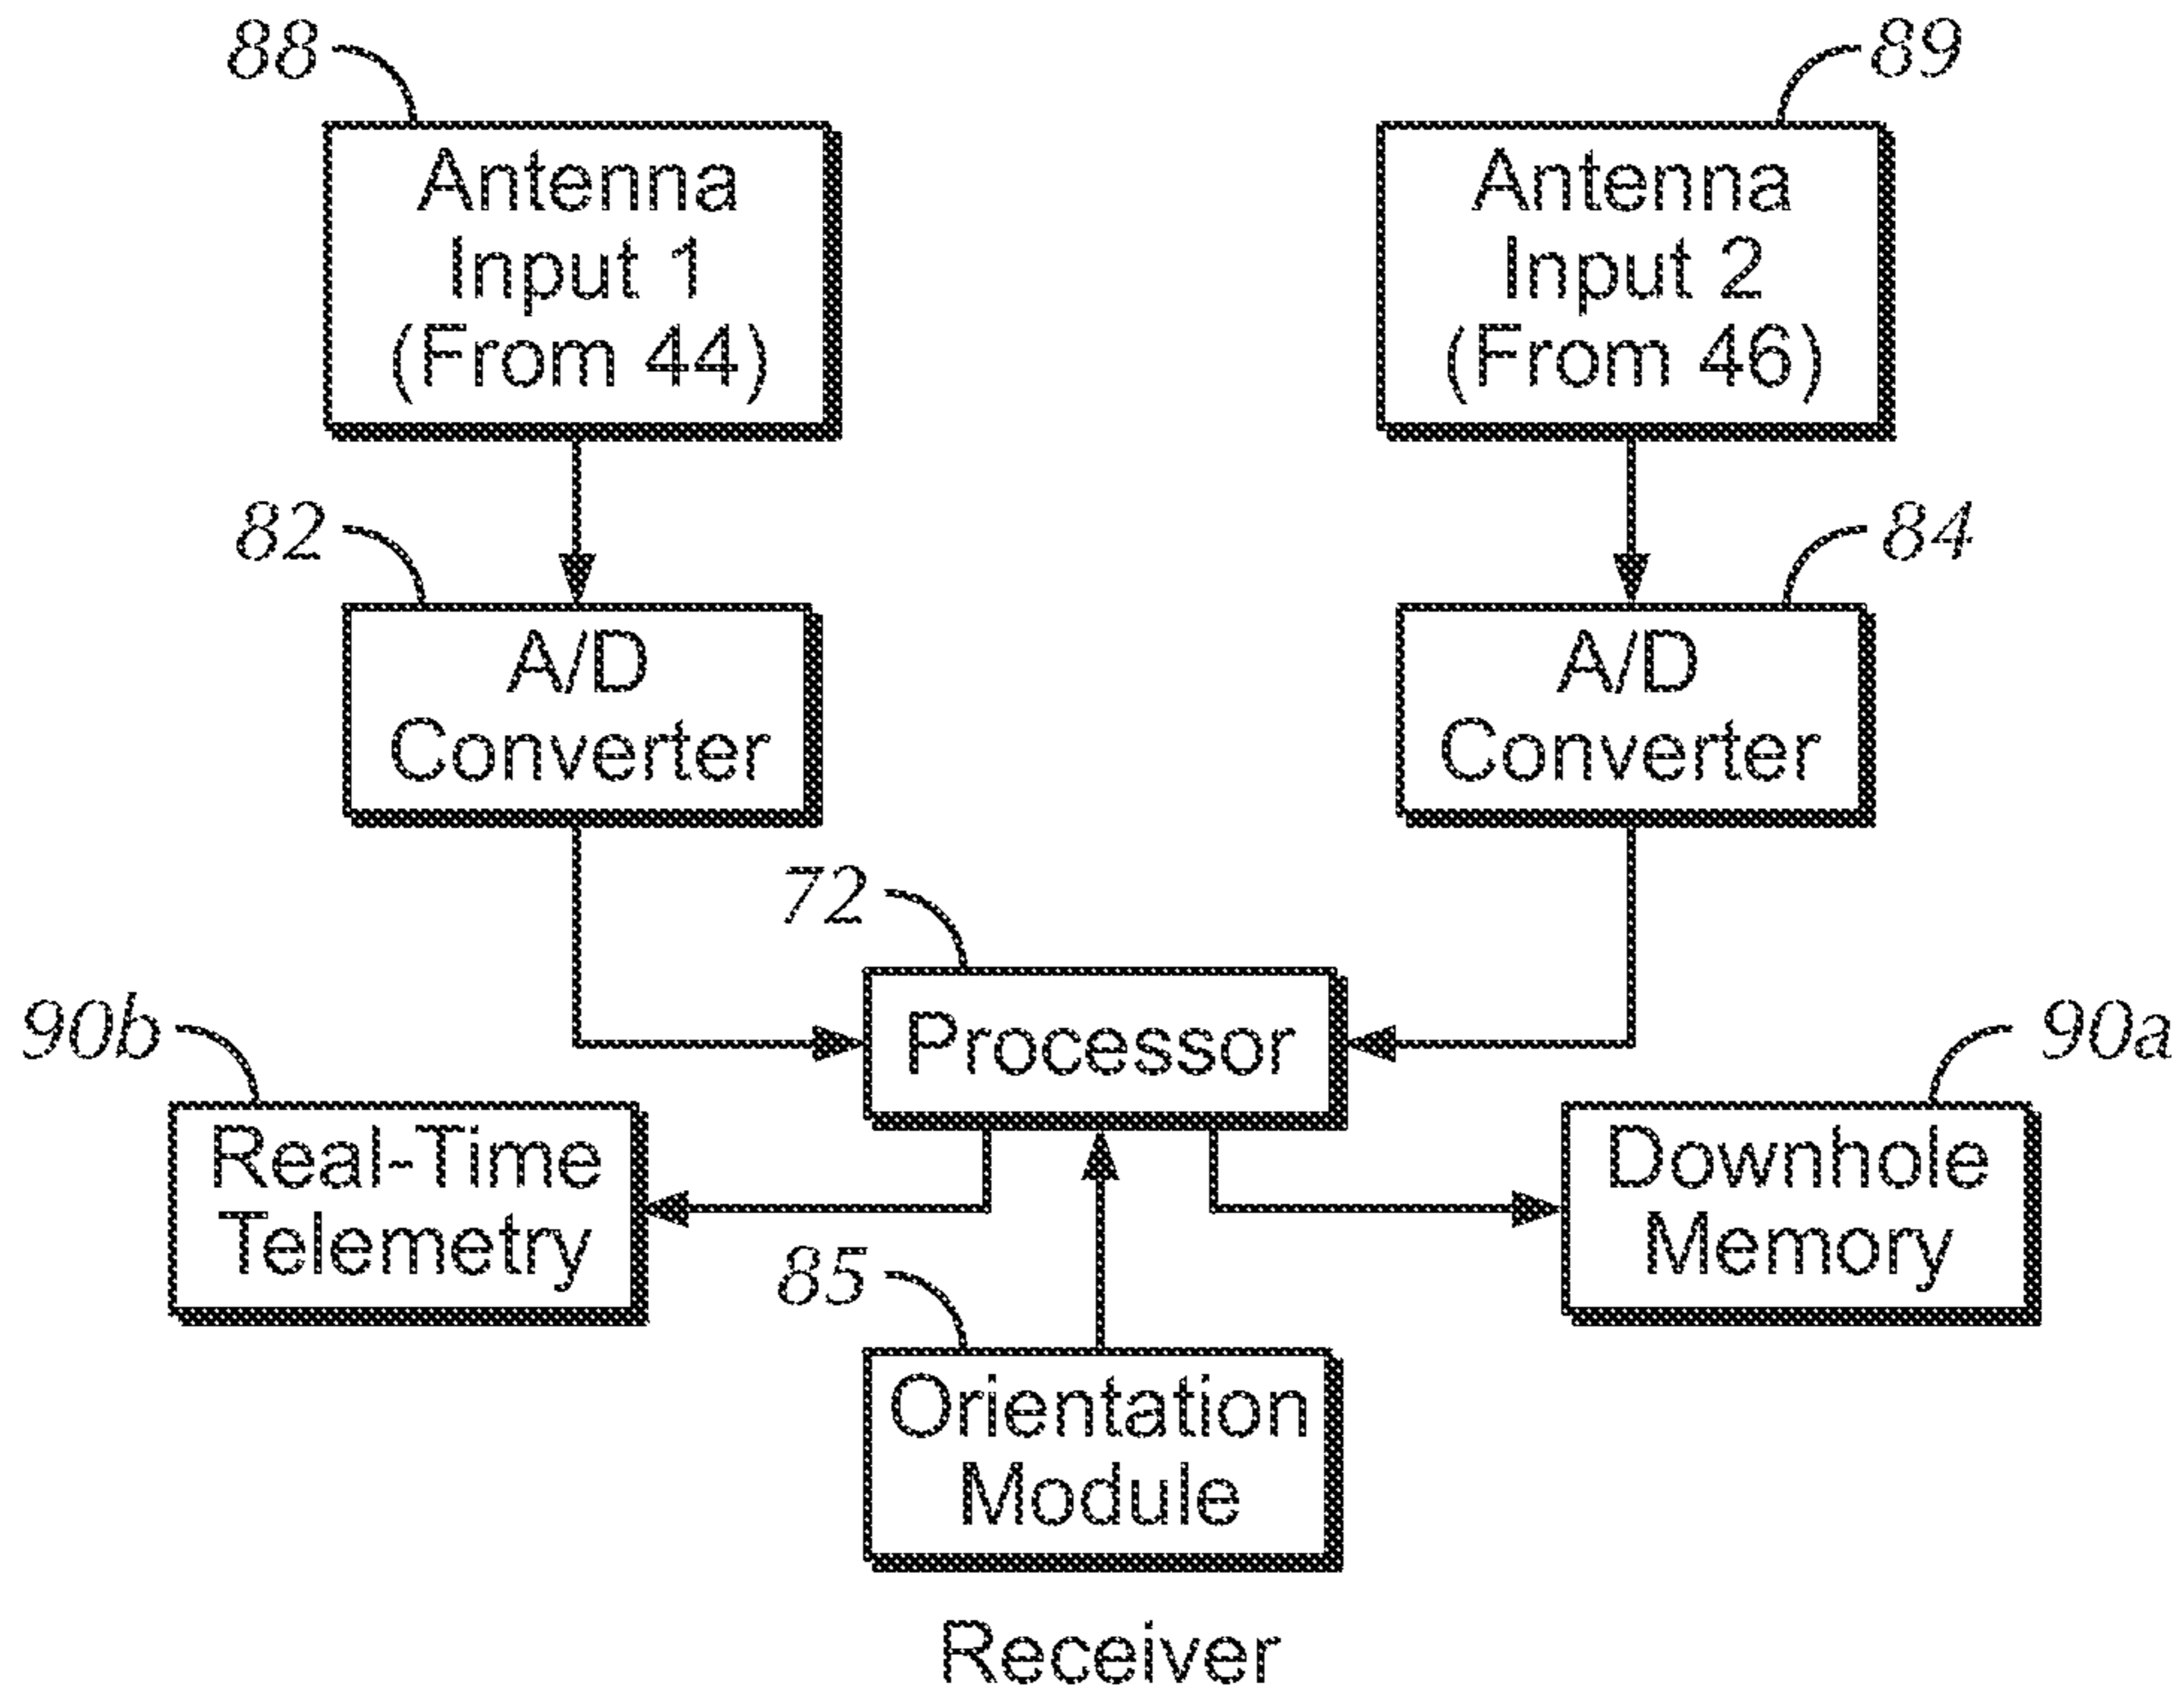 88
89
Antenna
Input 1
(From 44)
Antenna
Input 2
(From 46)
82
84
A/D
Converter
A/D
Converter
72
Processor
90b
90a
Real-Time
Telemetry
Downhole
Memory
85
Orientation
Module
Receiver